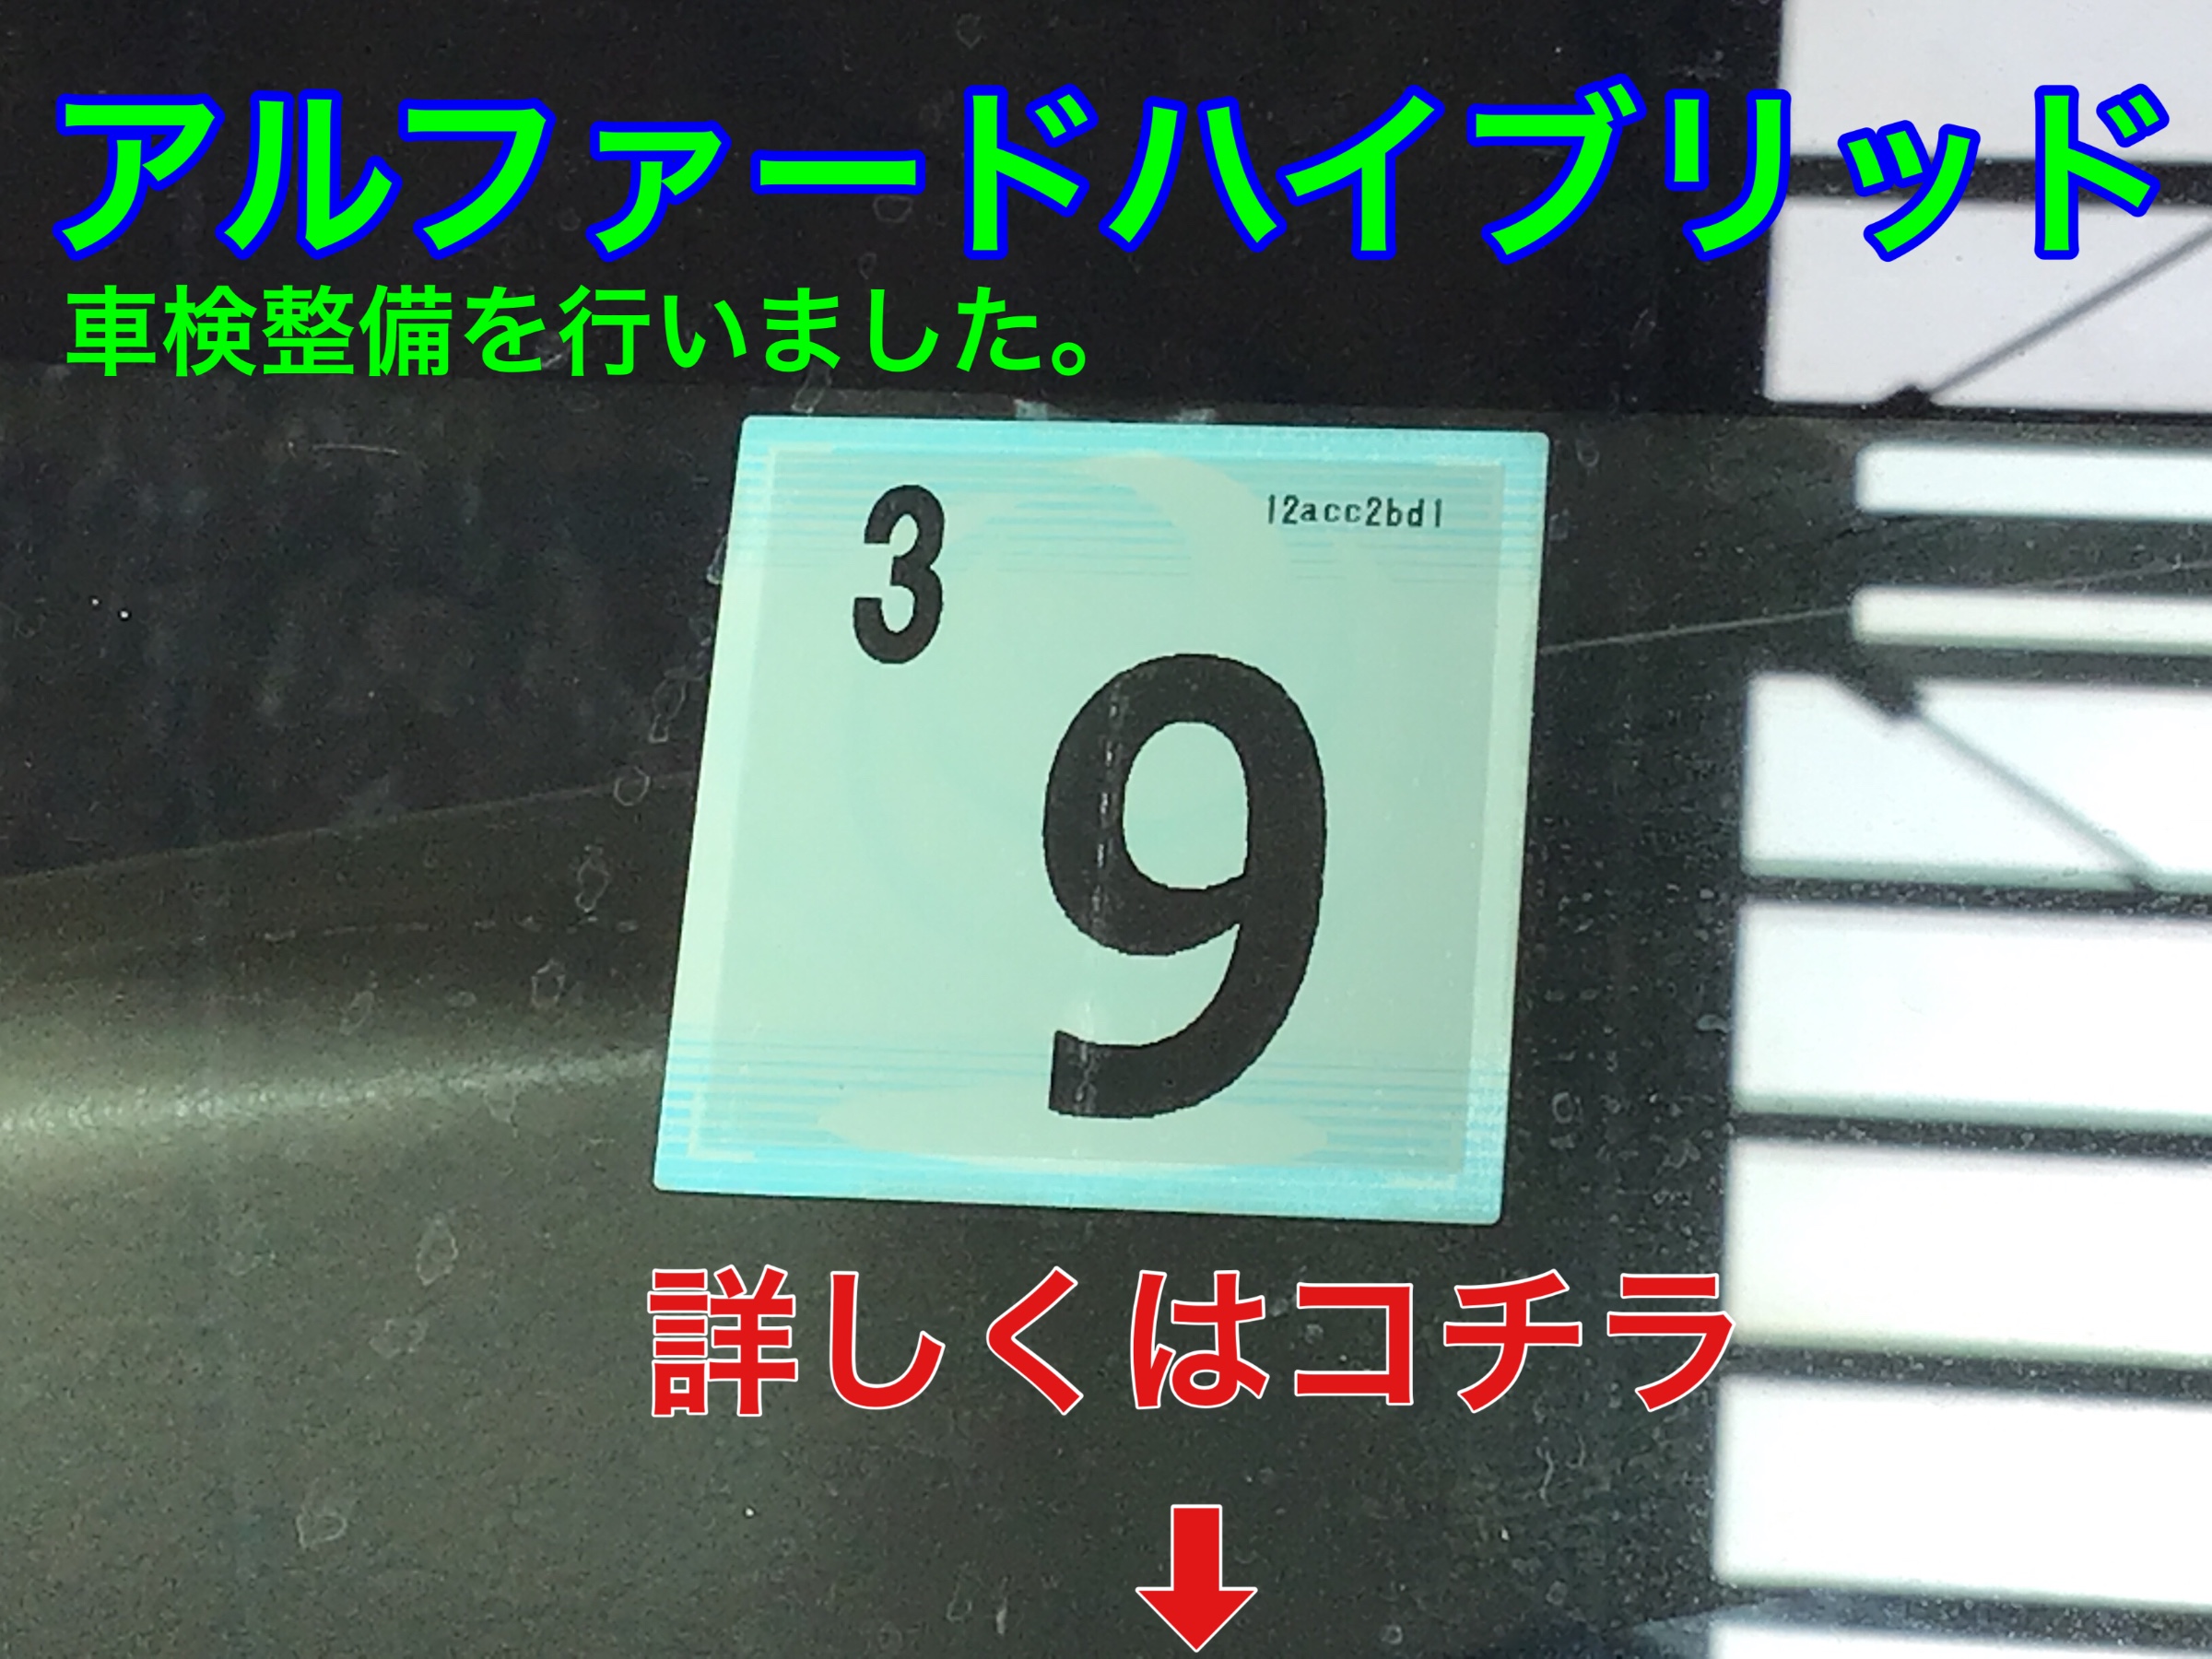 アルファードハイブリッド
車検整備を行いました。
3
12acc2bd1
9
詳しくはコチラ